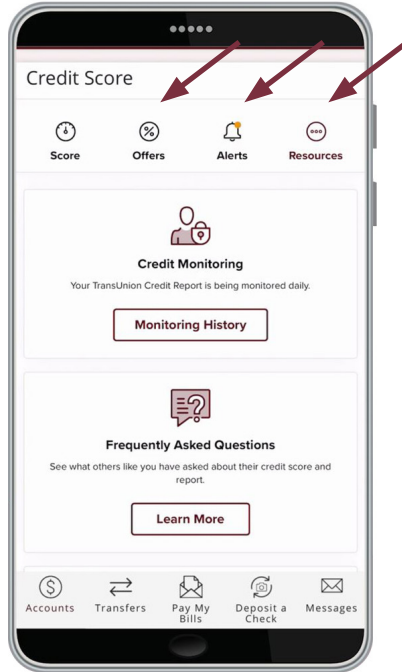 Credit Score
Score Offers Alerts Resources
Credit Monitoring
Your TransUnion Credit Report is being monitored daily.
Monitoring History
Frequently Asked Questions
See what others like you have asked about their credit score and
report.
Learn More
Accounts Transfers Pay My Bills Deposit a Check Messages